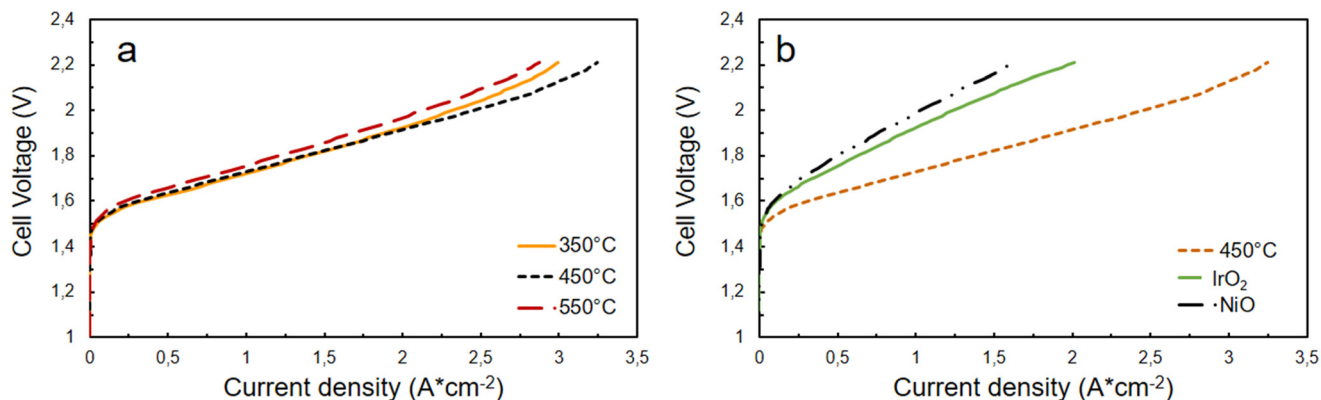 a
2,4
2,2
2,0
1,8
1,6
1,4
1,2
1
Cell Voltage (V)
0
0,5
1
1,5
2
2,5
3
3,5
Current density (A*cm-2)
350°C
450°C
550°C
b
2,4
2,2
2,0
1,8
1,6
1,4
1,2
1
Cell Voltage (V)
0
0,5
1
1,5
2
2,5
3
3,5
Current density (A*cm-2)
450°C
IrO2
NiO